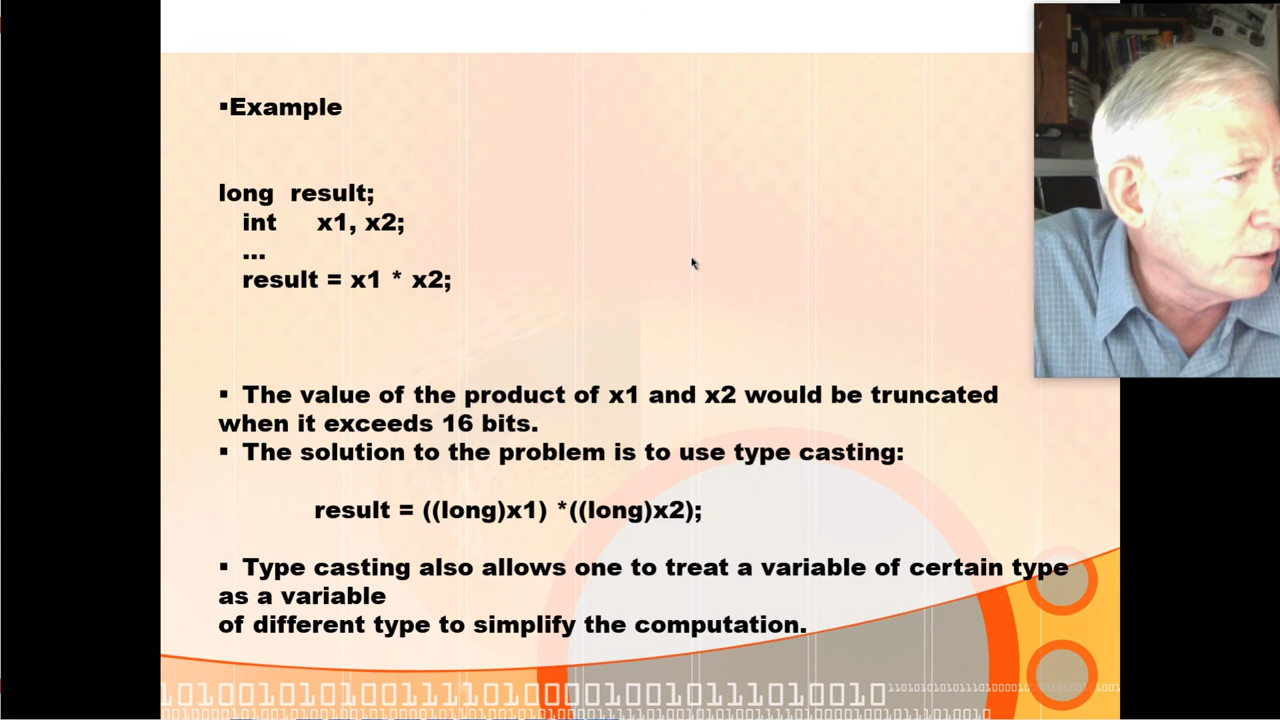 ▪Example
long result;
int x1, x2;
...
result = x1 * x2;
▪ The value of the product of x1 and x2 would be truncated
when it exceeds 16 bits.
▪ The solution to the problem is to use type casting:
result = ((long)x1) *((long)x2);
▪ Type casting also allows one to treat a variable of certain type
as a variable
of different type to simplify the computation.